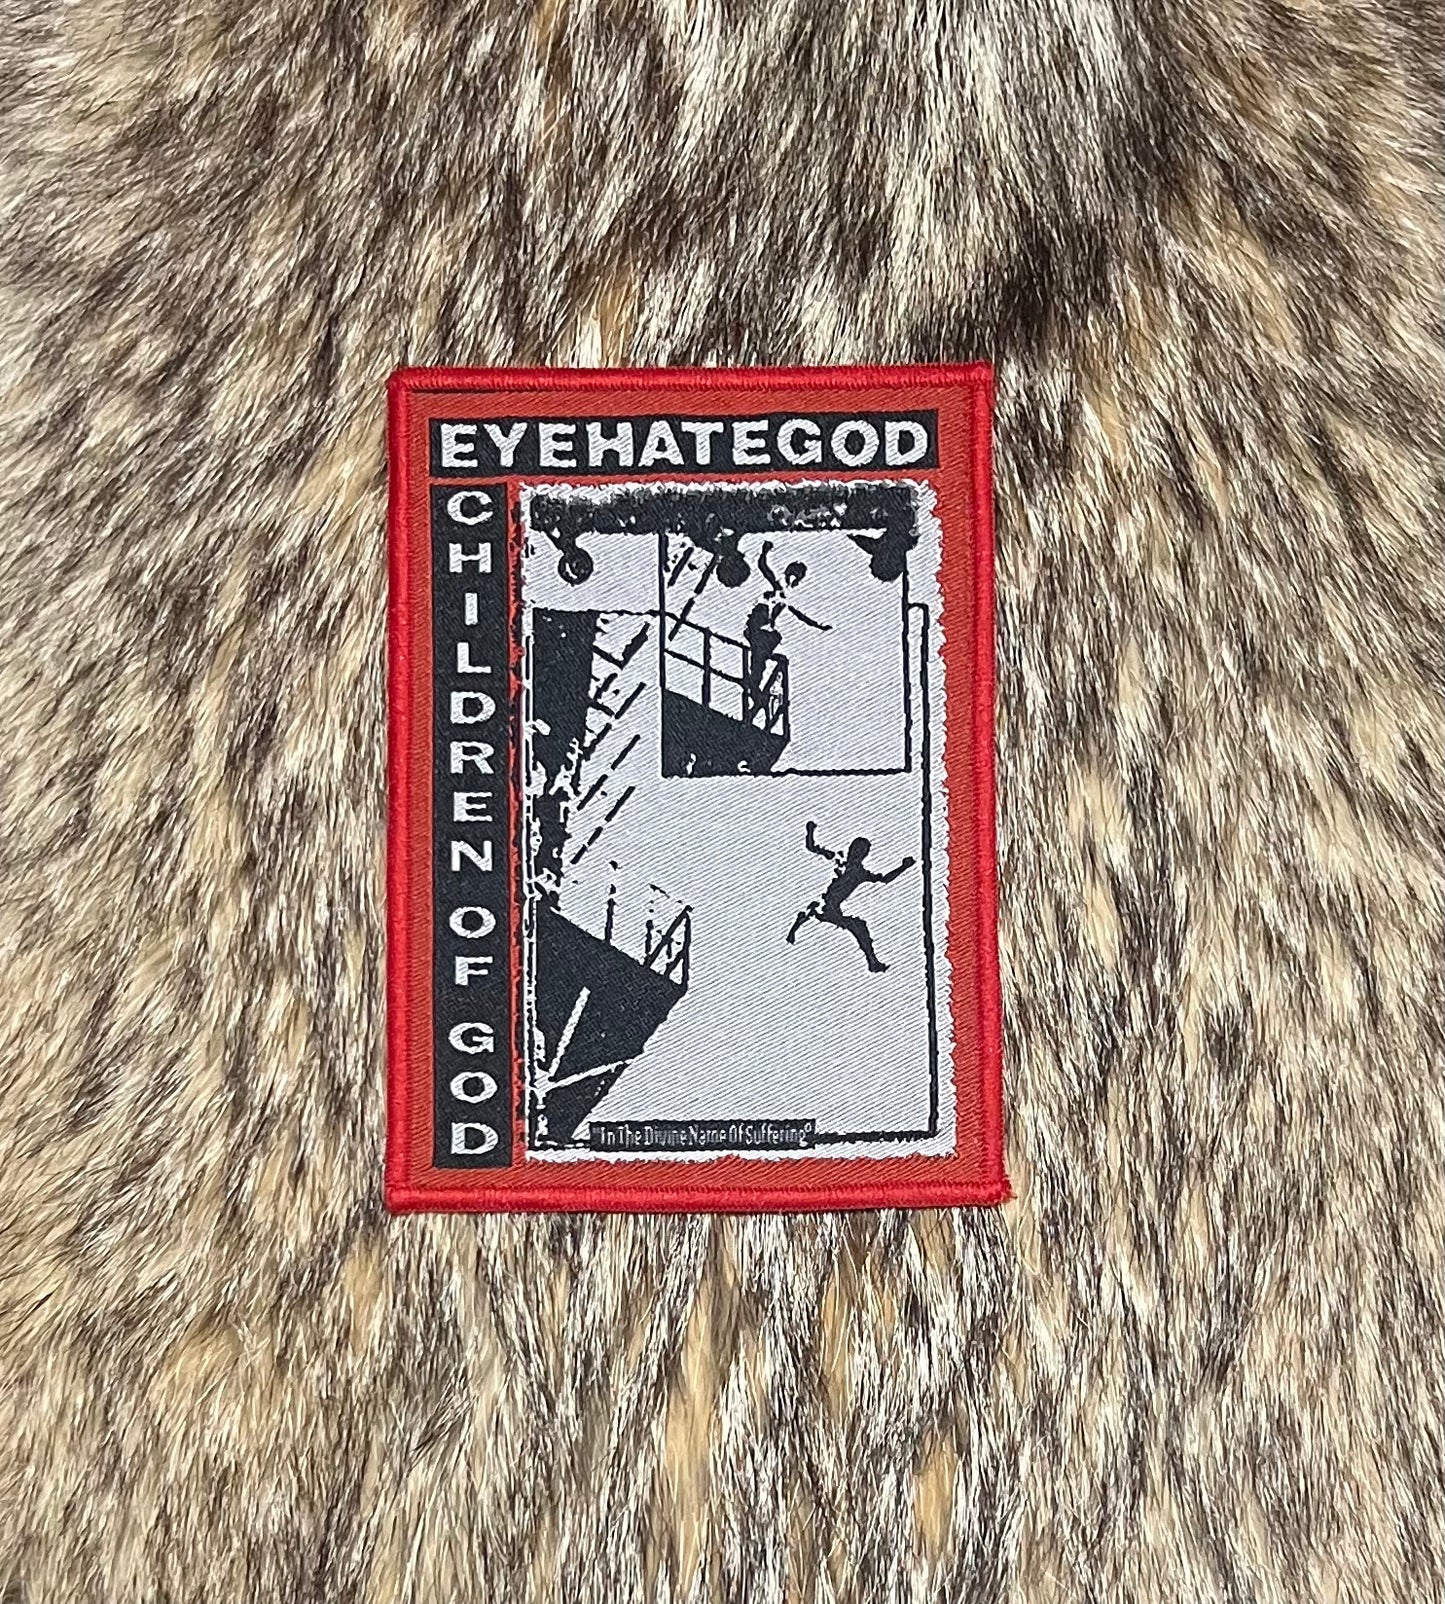 EYEHATEGOD
CHILDREN OF GOD
"In The Divine Name Of Suffering"